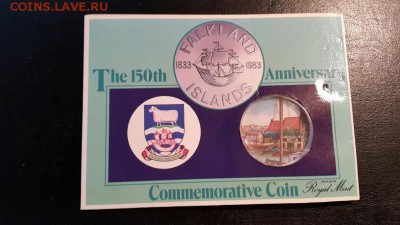 COINS.LAVE.RU
FALKLAND
1833 1983
ISLANDS
The 150th Anniversary
Commemorative Coin
Royal Mint